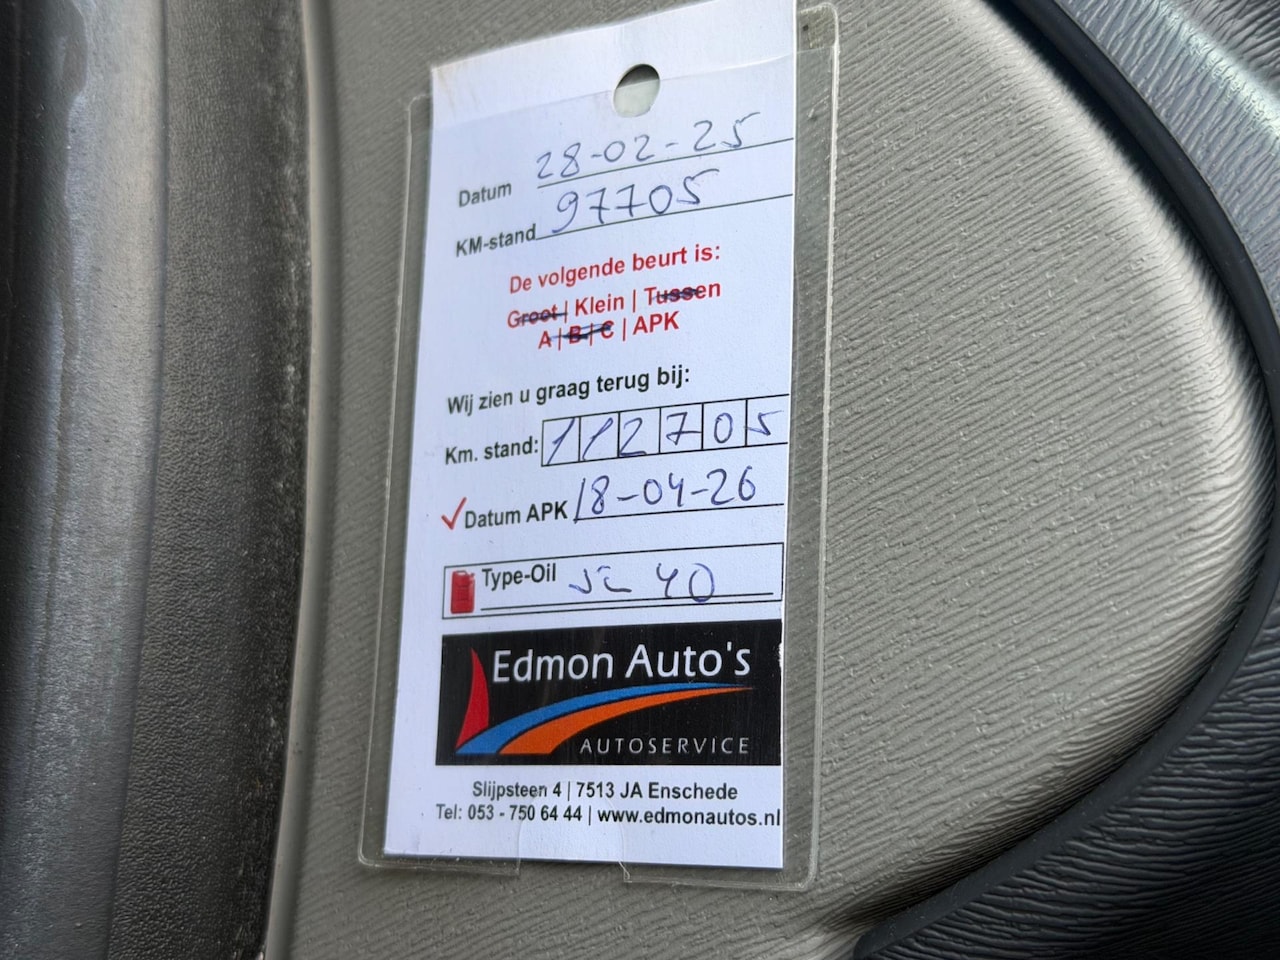 Datum 28-02-25
KM-stand 97705
De volgende beurt is:
Groot | Klein | Tussen
A | B | C | APK
Wij zien u graag terug bij:
Km. stand: 112705
Datum APK 18-04-26
Type-Oil 40
Edmon Auto's
AUTOSERVICE
Slijpsteen 4 | 7513 JA Enschede
Tel: 053 - 750 64 44 | www.edmonautos.nl